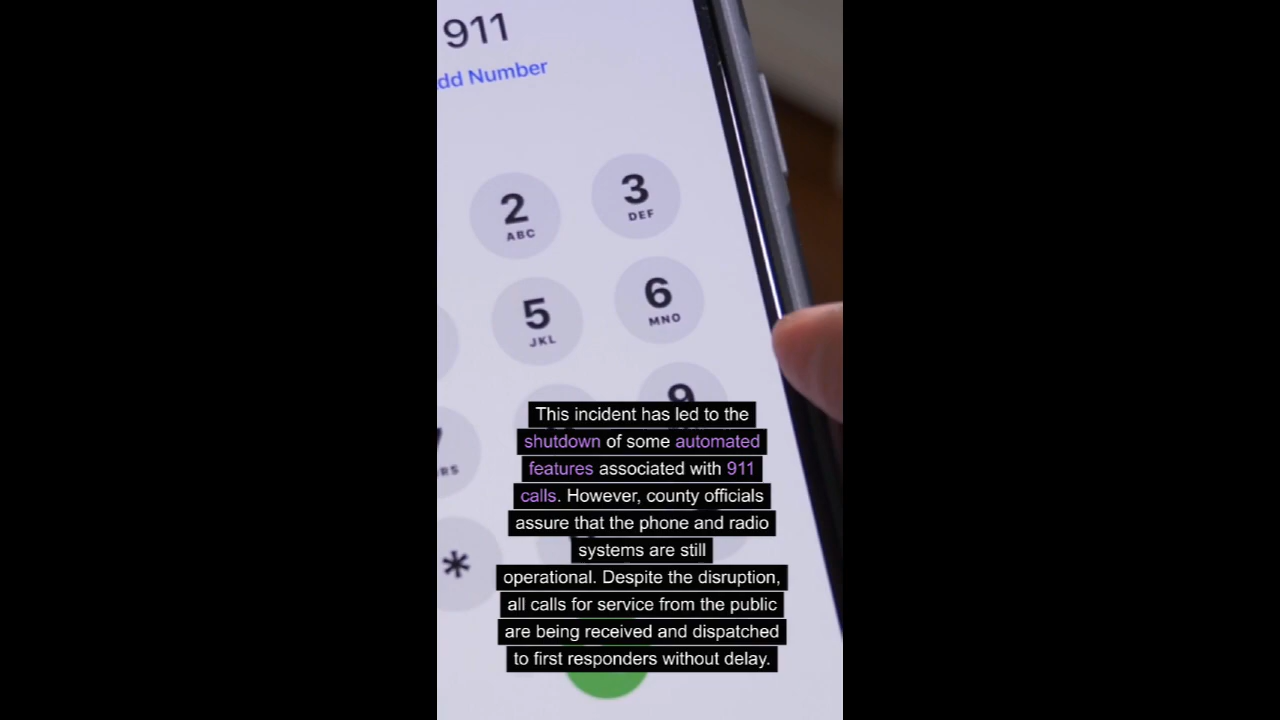 911
dd Number
2
ABC
3
DEF
5
JKL
6
MNO
9
RS
*
This incident has led to the
shutdown of some automated
features associated with 911
calls. However, county officials
assure that the phone and radio
systems are still
operational. Despite the disruption,
all calls for service from the public
are being received and dispatched
to first responders without delay.